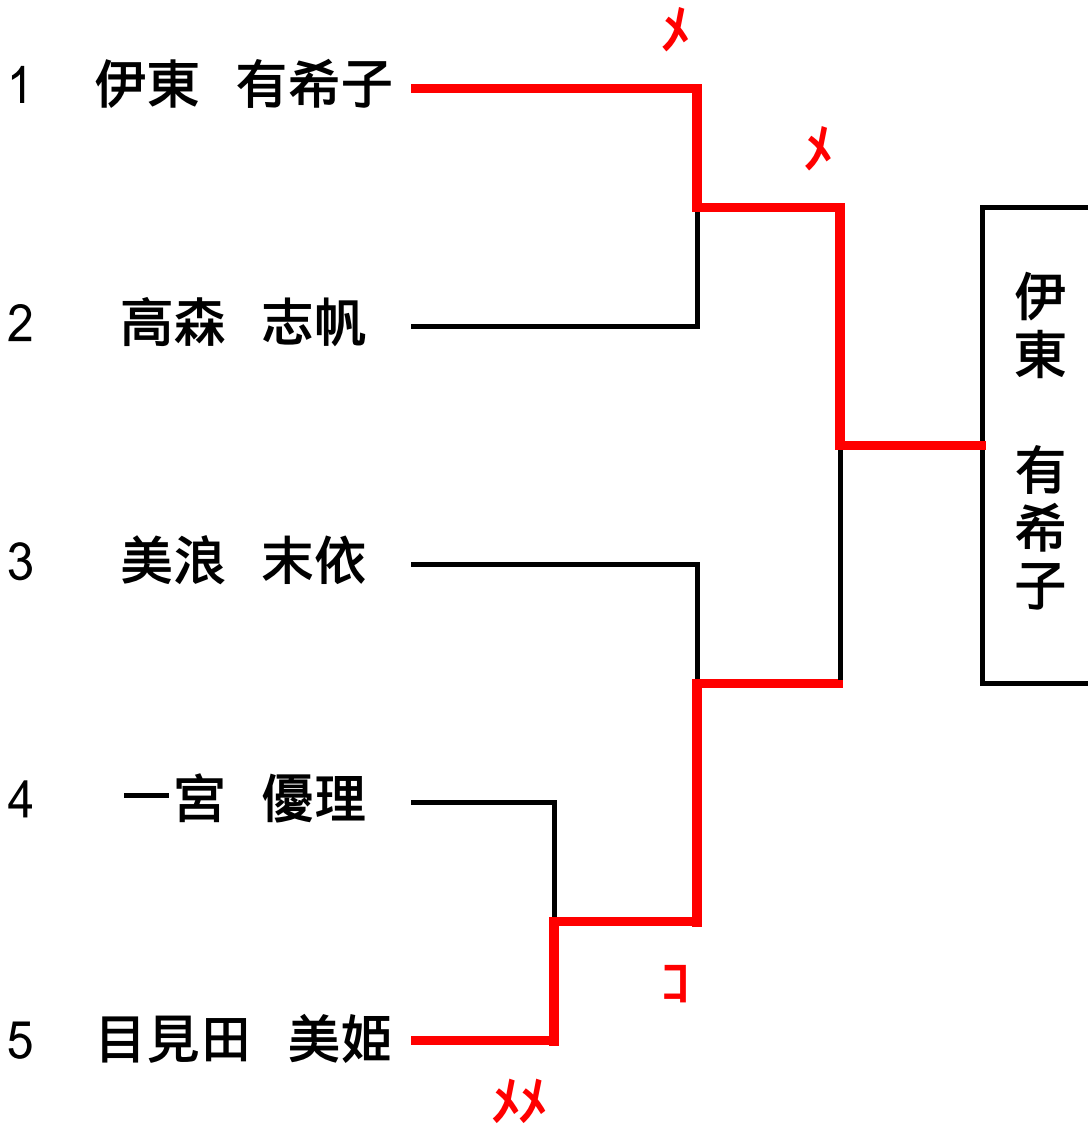 ﾒ
1 伊東 有希子
ﾒ
2 高森 志帆
伊東 有希子
3 美浪 末依
4 一宮 優理
ｺ
5 目見田 美姫
ﾒﾒ